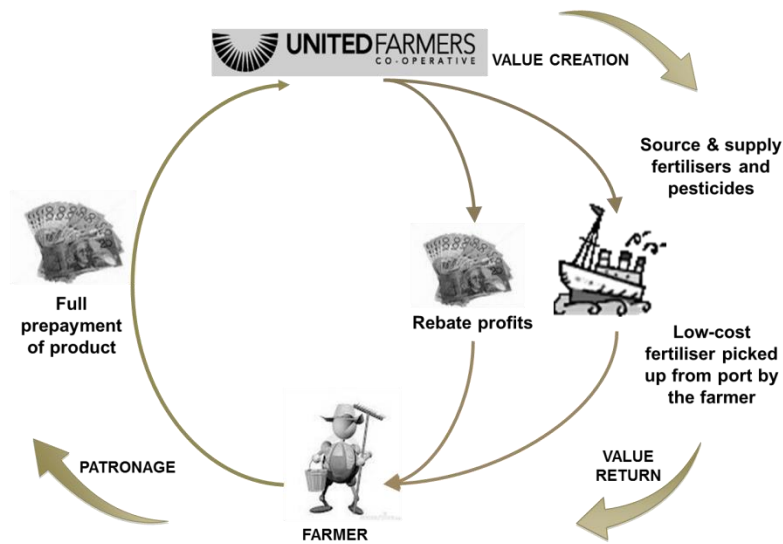 UNITEDFARMERS
CO-OPERATIVE
VALUE CREATION
Source & supply
fertilisers and
pesticides
Full
prepayment
of product
Rebate profits
Low-cost
fertiliser picked
up from port by
the farmer
PATRONAGE
VALUE
RETURN
FARMER